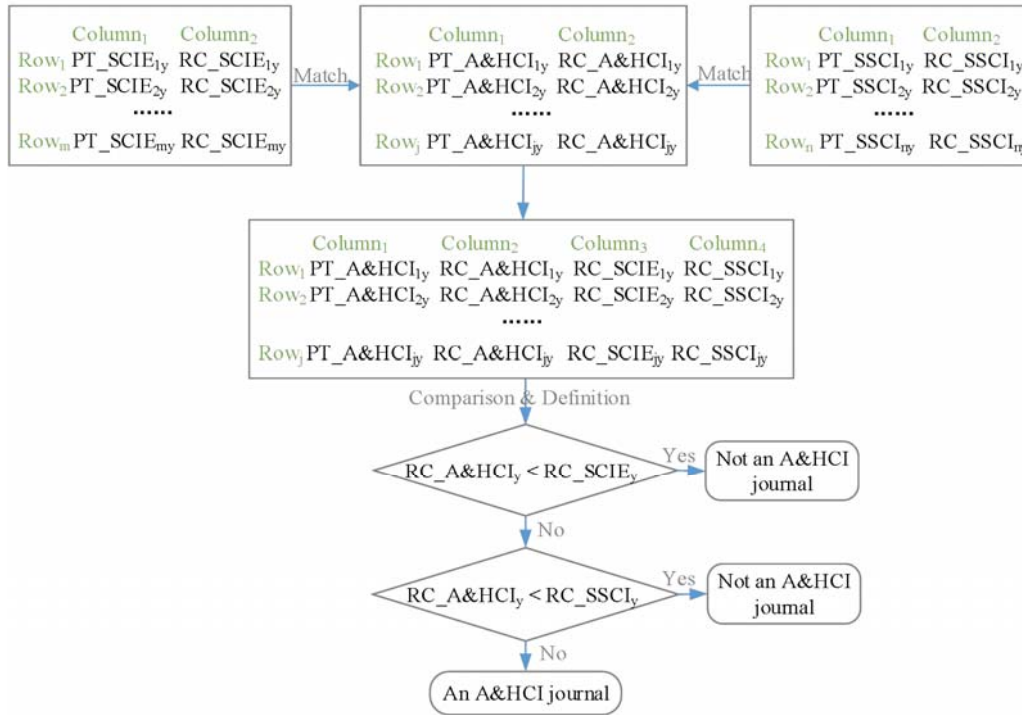 Column₁ Column₂
Row₁ PT_SCIE₁y RC_SCIE₁y
Row₂ PT_SCIE₂y RC_SCIE₂y
......
Rowₘ PT_SCIEₘy RC_SCIEₘy
Match
Column₁ Column₂
Row₁ PT_A&HCI₁y RC_A&HCI₁y
Row₂ PT_A&HCI₂y RC_A&HCI₂y
......
Rowⱼ PT_A&HCIⱼy RC_A&HCIⱼy
Match
Column₁ Column₂
Row₁ PT_SSCI₁y RC_SSCI₁y
Row₂ PT_SSCI₂y RC_SSCI₂y
......
Rowₙ PT_SSCIₙy RC_SSCIₙy
Column₁ Column₂ Column₃ Column₄
Row₁ PT_A&HCI₁y RC_A&HCI₁y RC_SCIE₁y RC_SSCI₁y
Row₂ PT_A&HCI₂y RC_A&HCI₂y RC_SCIE₂y RC_SSCI₂y
......
Rowⱼ PT_A&HCIⱼy RC_A&HCIⱼy RC_SCIEⱼy RC_SSCIⱼy
Comparison & Definition
RC_A&HCIy < RC_SCIEy
Yes
Not an A&HCI
journal
No
RC_A&HCIy < RC_SSCIy
Yes
Not an A&HCI
journal
No
An A&HCI journal